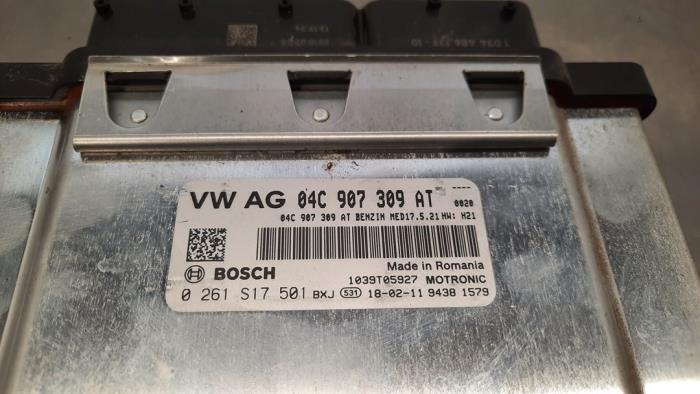 VW AG 04C 907 309 AT ----
0020
04C 907 309 AT BENZIN MED17.5.21 HW: H21
BOSCH
Made in Romania
1039T05927 MOTRONIC
0 261 S17 501 BXJ 531 18-02-11 9438 1579